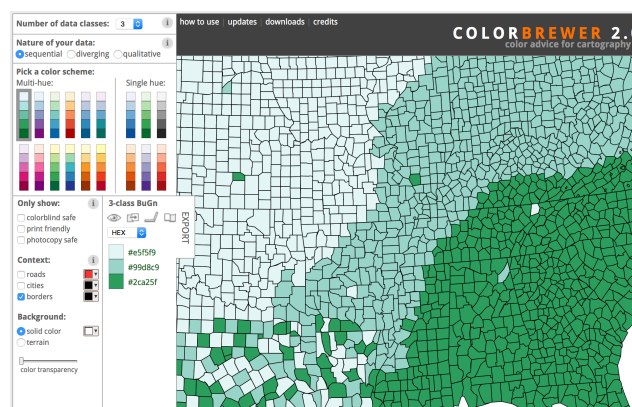 Number of data classes: 3 i
how to use | updates | downloads | credits
COLORBREWER 2.
color advice for cartography
Nature of your data: i
sequential diverging qualitative
Pick a color scheme:
Multi-hue: Single hue:
Only show: i
colorblind safe
print friendly
photocopy safe
Context: i
roads
cities
borders
Background:
solid color
terrain
color transparency
3-class BuGn
EXPORT
HEX
#e5f5f9
#99d8c9
#2ca25f